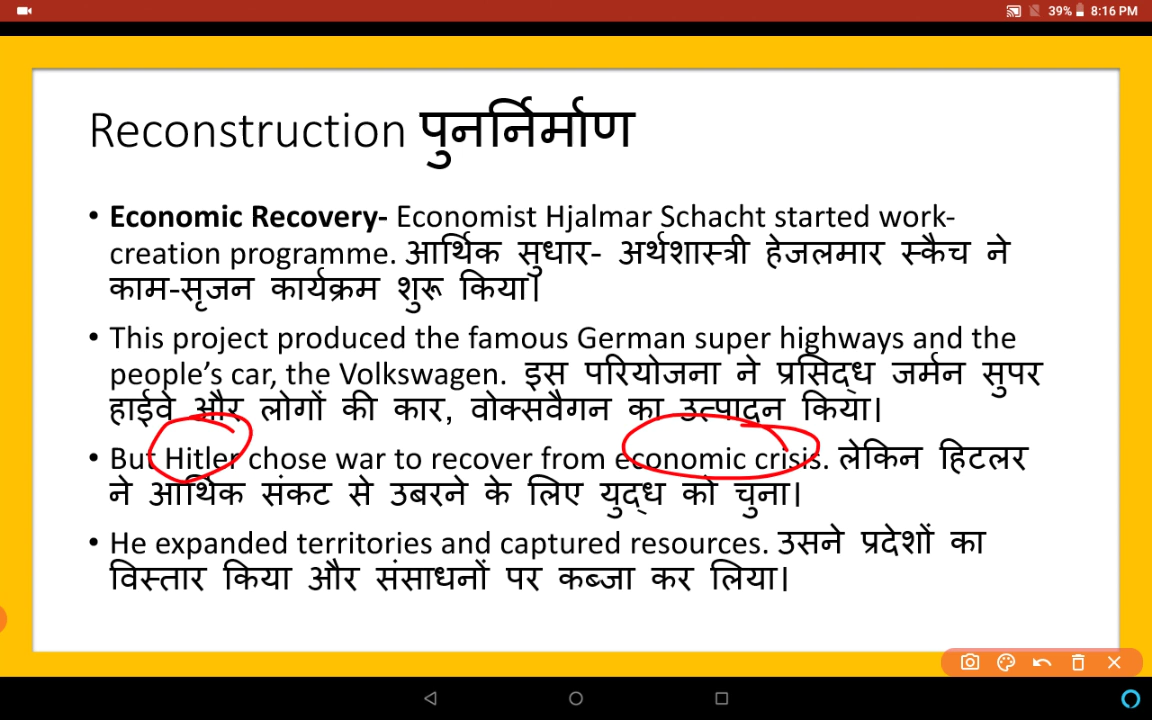 39% 8:16 PM
Reconstruction पुनर्निर्माण
• Economic Recovery- Economist Hjalmar Schacht started work-
creation programme. आर्थिक सुधार- अर्थशास्त्री हेजलमार स्कैच ने
काम-सृजन कार्यक्रम शुरू किया|
• This project produced the famous German super highways and the
people's car, the Volkswagen. इस परियोजना ने प्रसिद्ध जर्मन सुपर
हाईवे और लोगों की कार, वोक्सवैगन का उत्पादन किया|
• But Hitler chose war to recover from economic crisis. लेकिन हिटलर
ने आर्थिक संकट से उबरने के लिए युद्ध को चुना|
• He expanded territories and captured resources. उसने प्रदेशों का
विस्तार किया और संसाधनों पर कब्जा कर लिया|